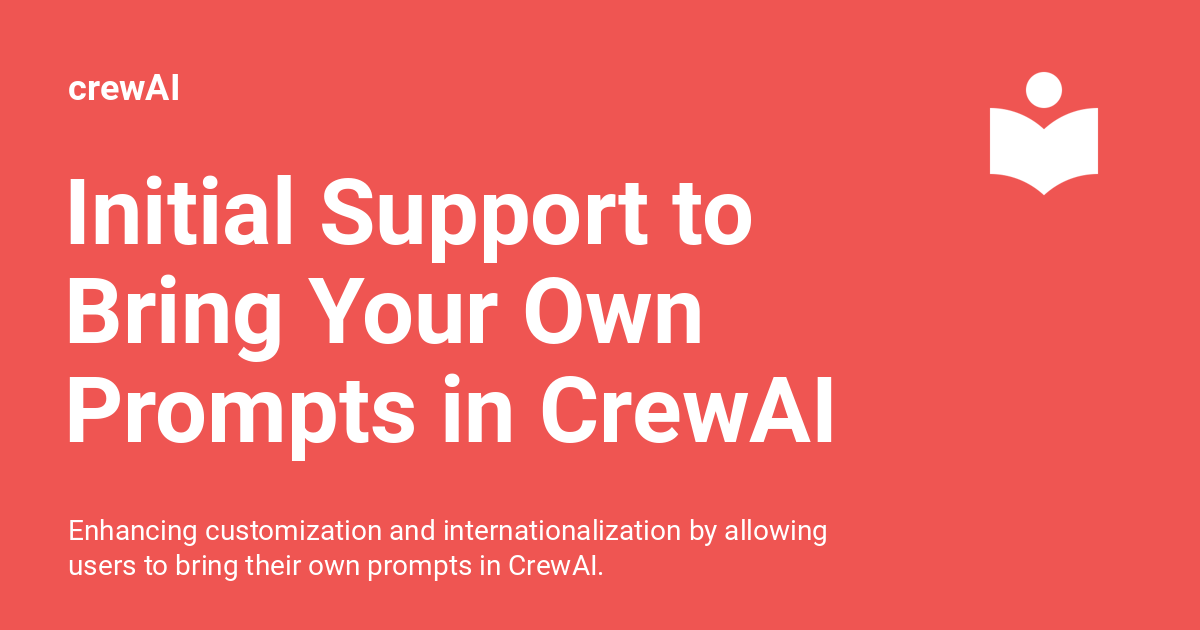 crewAI
Initial Support to
Bring Your Own
Prompts in CrewAI
Enhancing customization and internationalization by allowing
users to bring their own prompts in CrewAI.